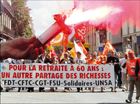 POUR LA RETRAITE A 60 ANS :
UN AUTRE PARTAGE DES RICHESSES
FDT-CFTC-CGT-FSU-Solidaires-UNSA